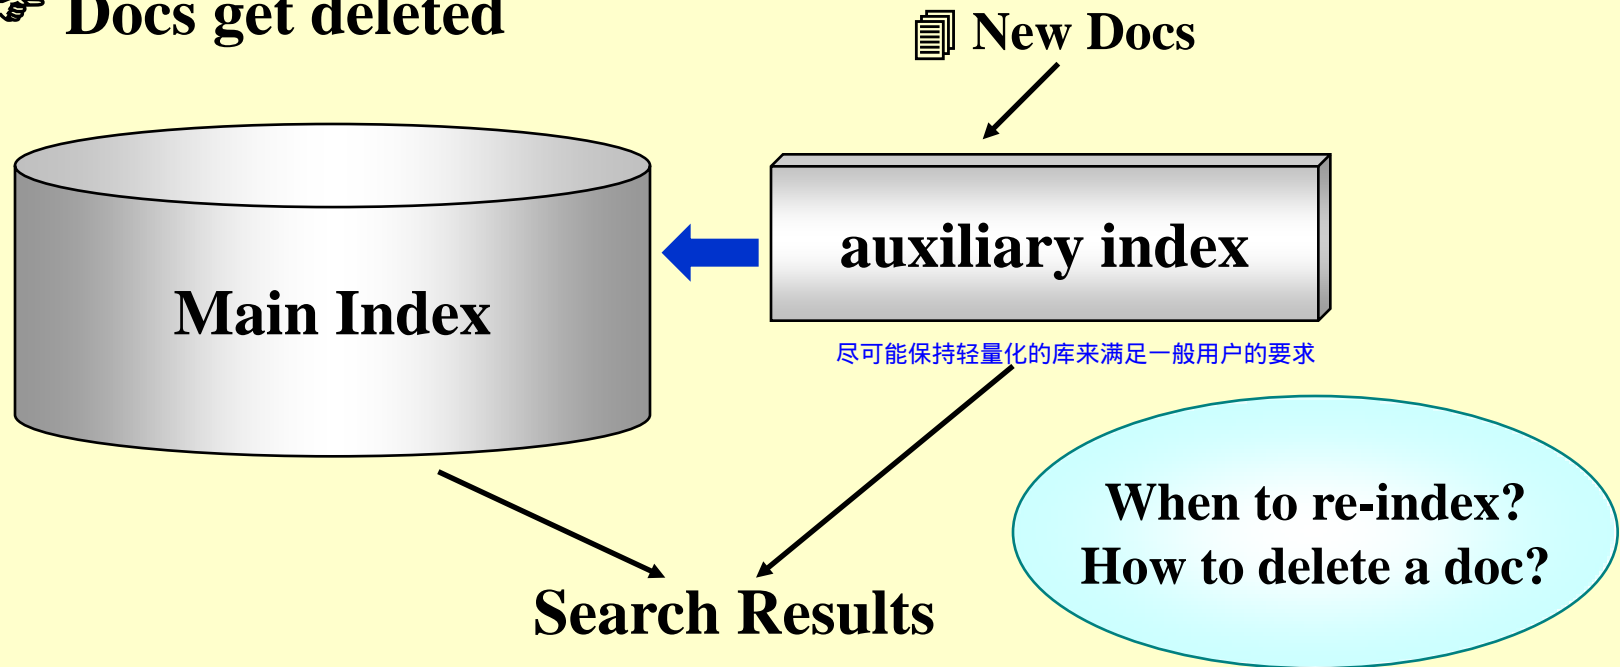 Docs get deleted
New Docs
auxiliary index
Main Index
尽可能保持轻量化的库来满足一般用户的要求
When to re-index?
How to delete a doc?
Search Results